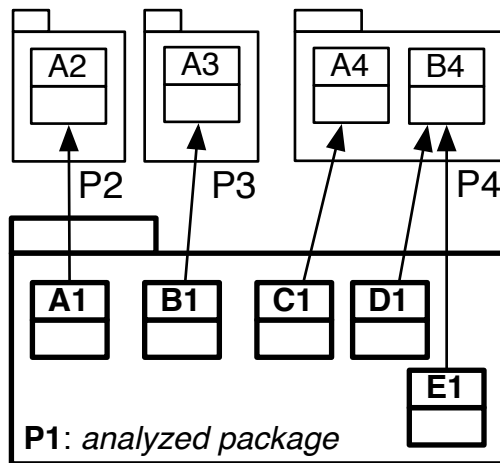 A2 A3 A4 B4
P2 P3 P4
A1 B1 C1 D1
E1
P1: analyzed package